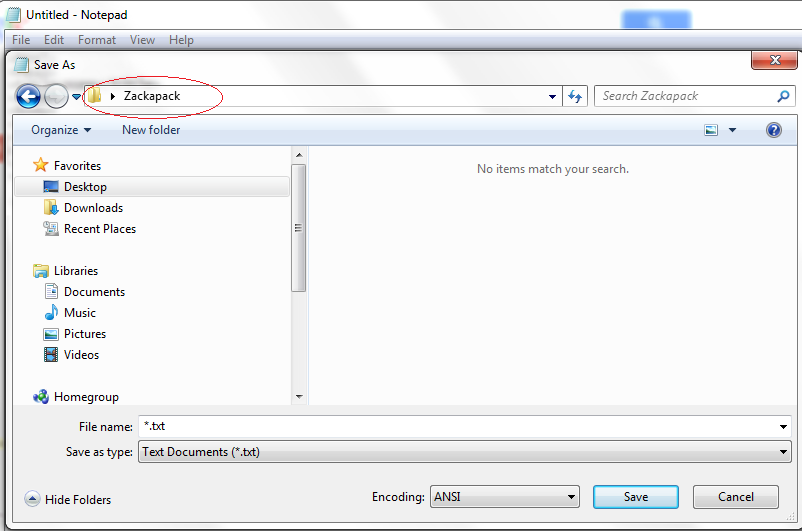 Untitled - Notepad
File Edit Format View Help
Save As
Zackapack
Search Zackapack
Organize New folder
Favorites
Desktop
Downloads
Recent Places
Libraries
Documents
Music
Pictures
Videos
Homegroup
No items match your search.
File name: *.txt
Save as type: Text Documents (*.txt)
Hide Folders
Encoding: ANSI
Save
Cancel